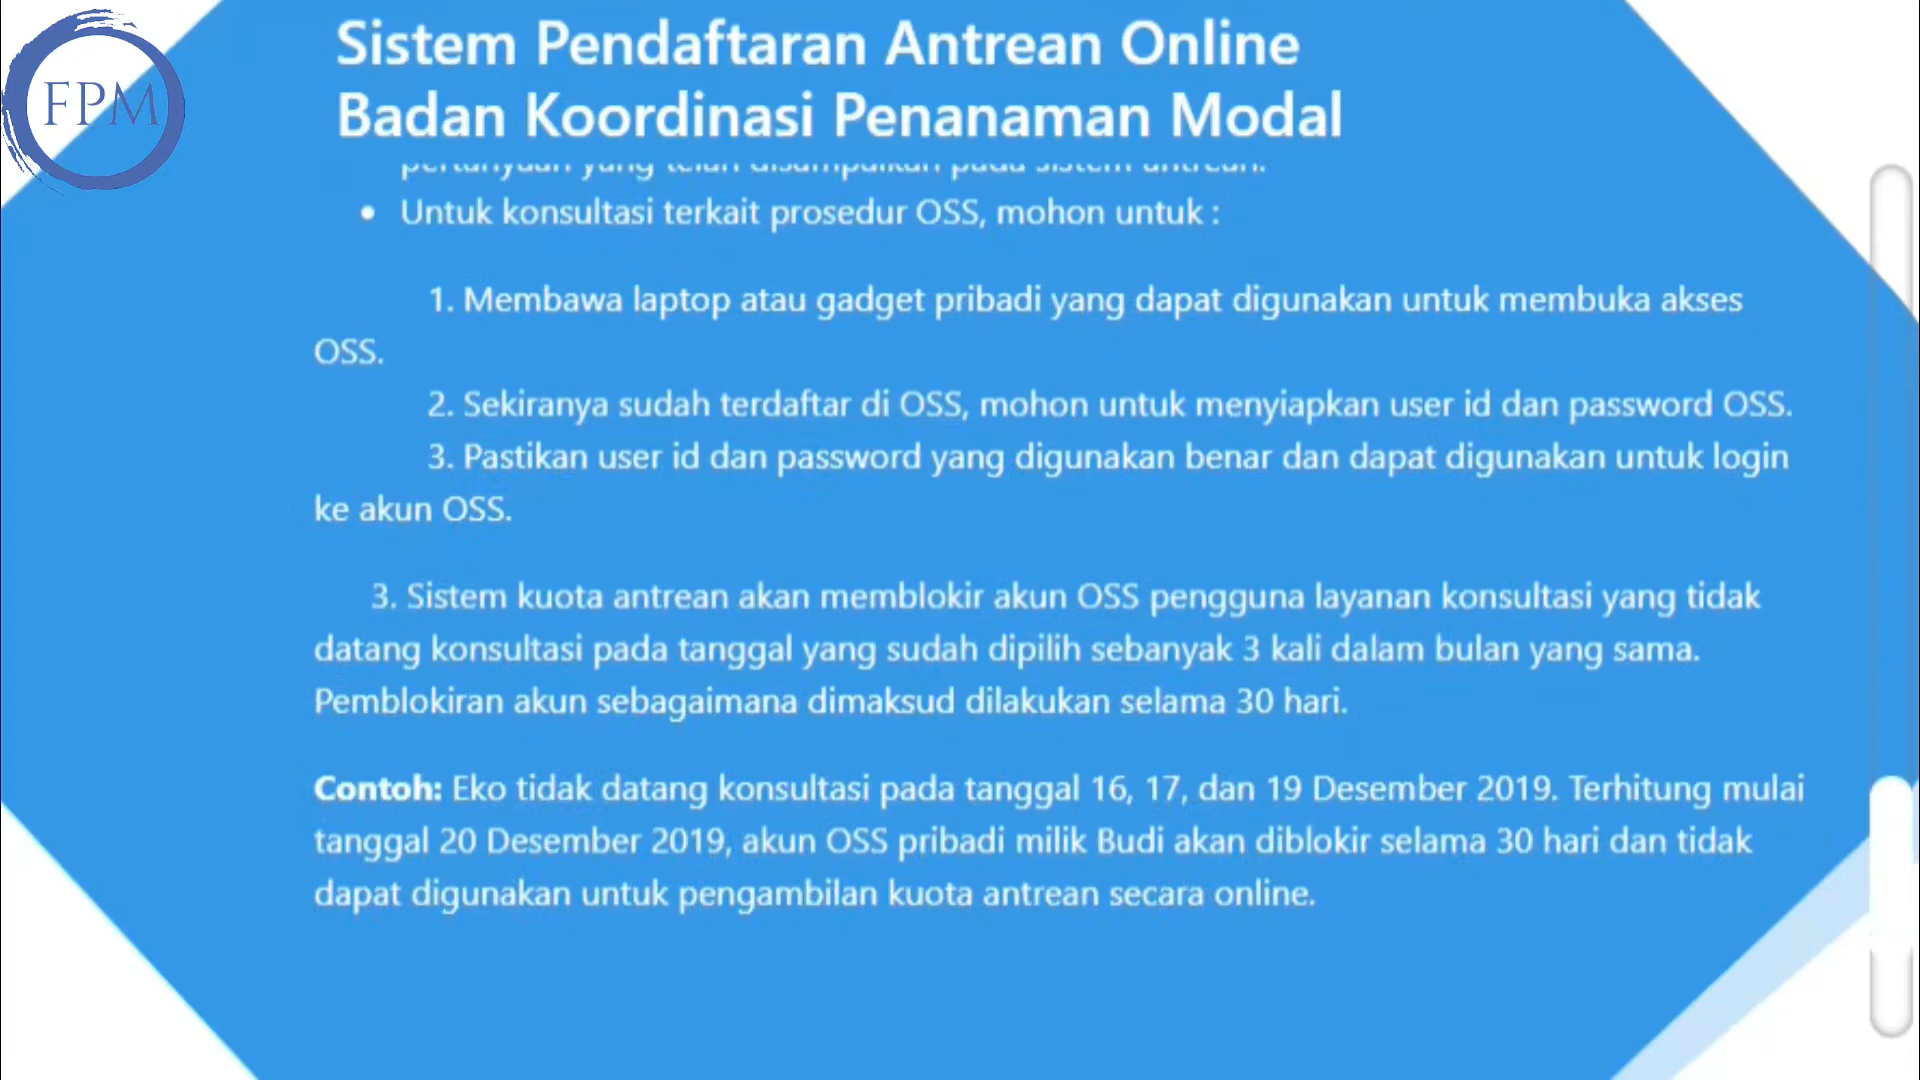 FPM
Sistem Pendaftaran Antrean Online
Badan Koordinasi Penanaman Modal
pertanyaan yang telah disampaikan pada sistem antrean.
• Untuk konsultasi terkait prosedur OSS, mohon untuk :
1. Membawa laptop atau gadget pribadi yang dapat digunakan untuk membuka akses
OSS.
2. Sekiranya sudah terdaftar di OSS, mohon untuk menyiapkan user id dan password OSS.
3. Pastikan user id dan password yang digunakan benar dan dapat digunakan untuk login
ke akun OSS.
3. Sistem kuota antrean akan memblokir akun OSS pengguna layanan konsultasi yang tidak
datang konsultasi pada tanggal yang sudah dipilih sebanyak 3 kali dalam bulan yang sama.
Pemblokiran akun sebagaimana dimaksud dilakukan selama 30 hari.
Contoh: Eko tidak datang konsultasi pada tanggal 16, 17, dan 19 Desember 2019. Terhitung mulai
tanggal 20 Desember 2019, akun OSS pribadi milik Budi akan diblokir selama 30 hari dan tidak
dapat digunakan untuk pengambilan kuota antrean secara online.